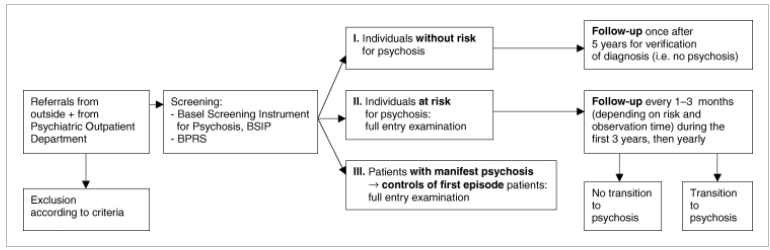 Referrals from
outside + from
Psychiatric Outpatient
Department
Exclusion
according to criteria
Screening:
- Basel Screening Instrument
for Psychosis, BSIP
- BPRS
I. Individuals without risk
for psychosis
II. Individuals at risk
for psychosis:
full entry examination
III. Patients with manifest psychosis
→ controls of first episode patients:
full entry examination
Follow-up once after
5 years for verification
of diagnosis (i.e. no psychosis)
Follow-up every 1–3 months
(depending on risk and
observation time) during the
first 3 years, then yearly
No transition
to
psychosis
Transition
to
psychosis